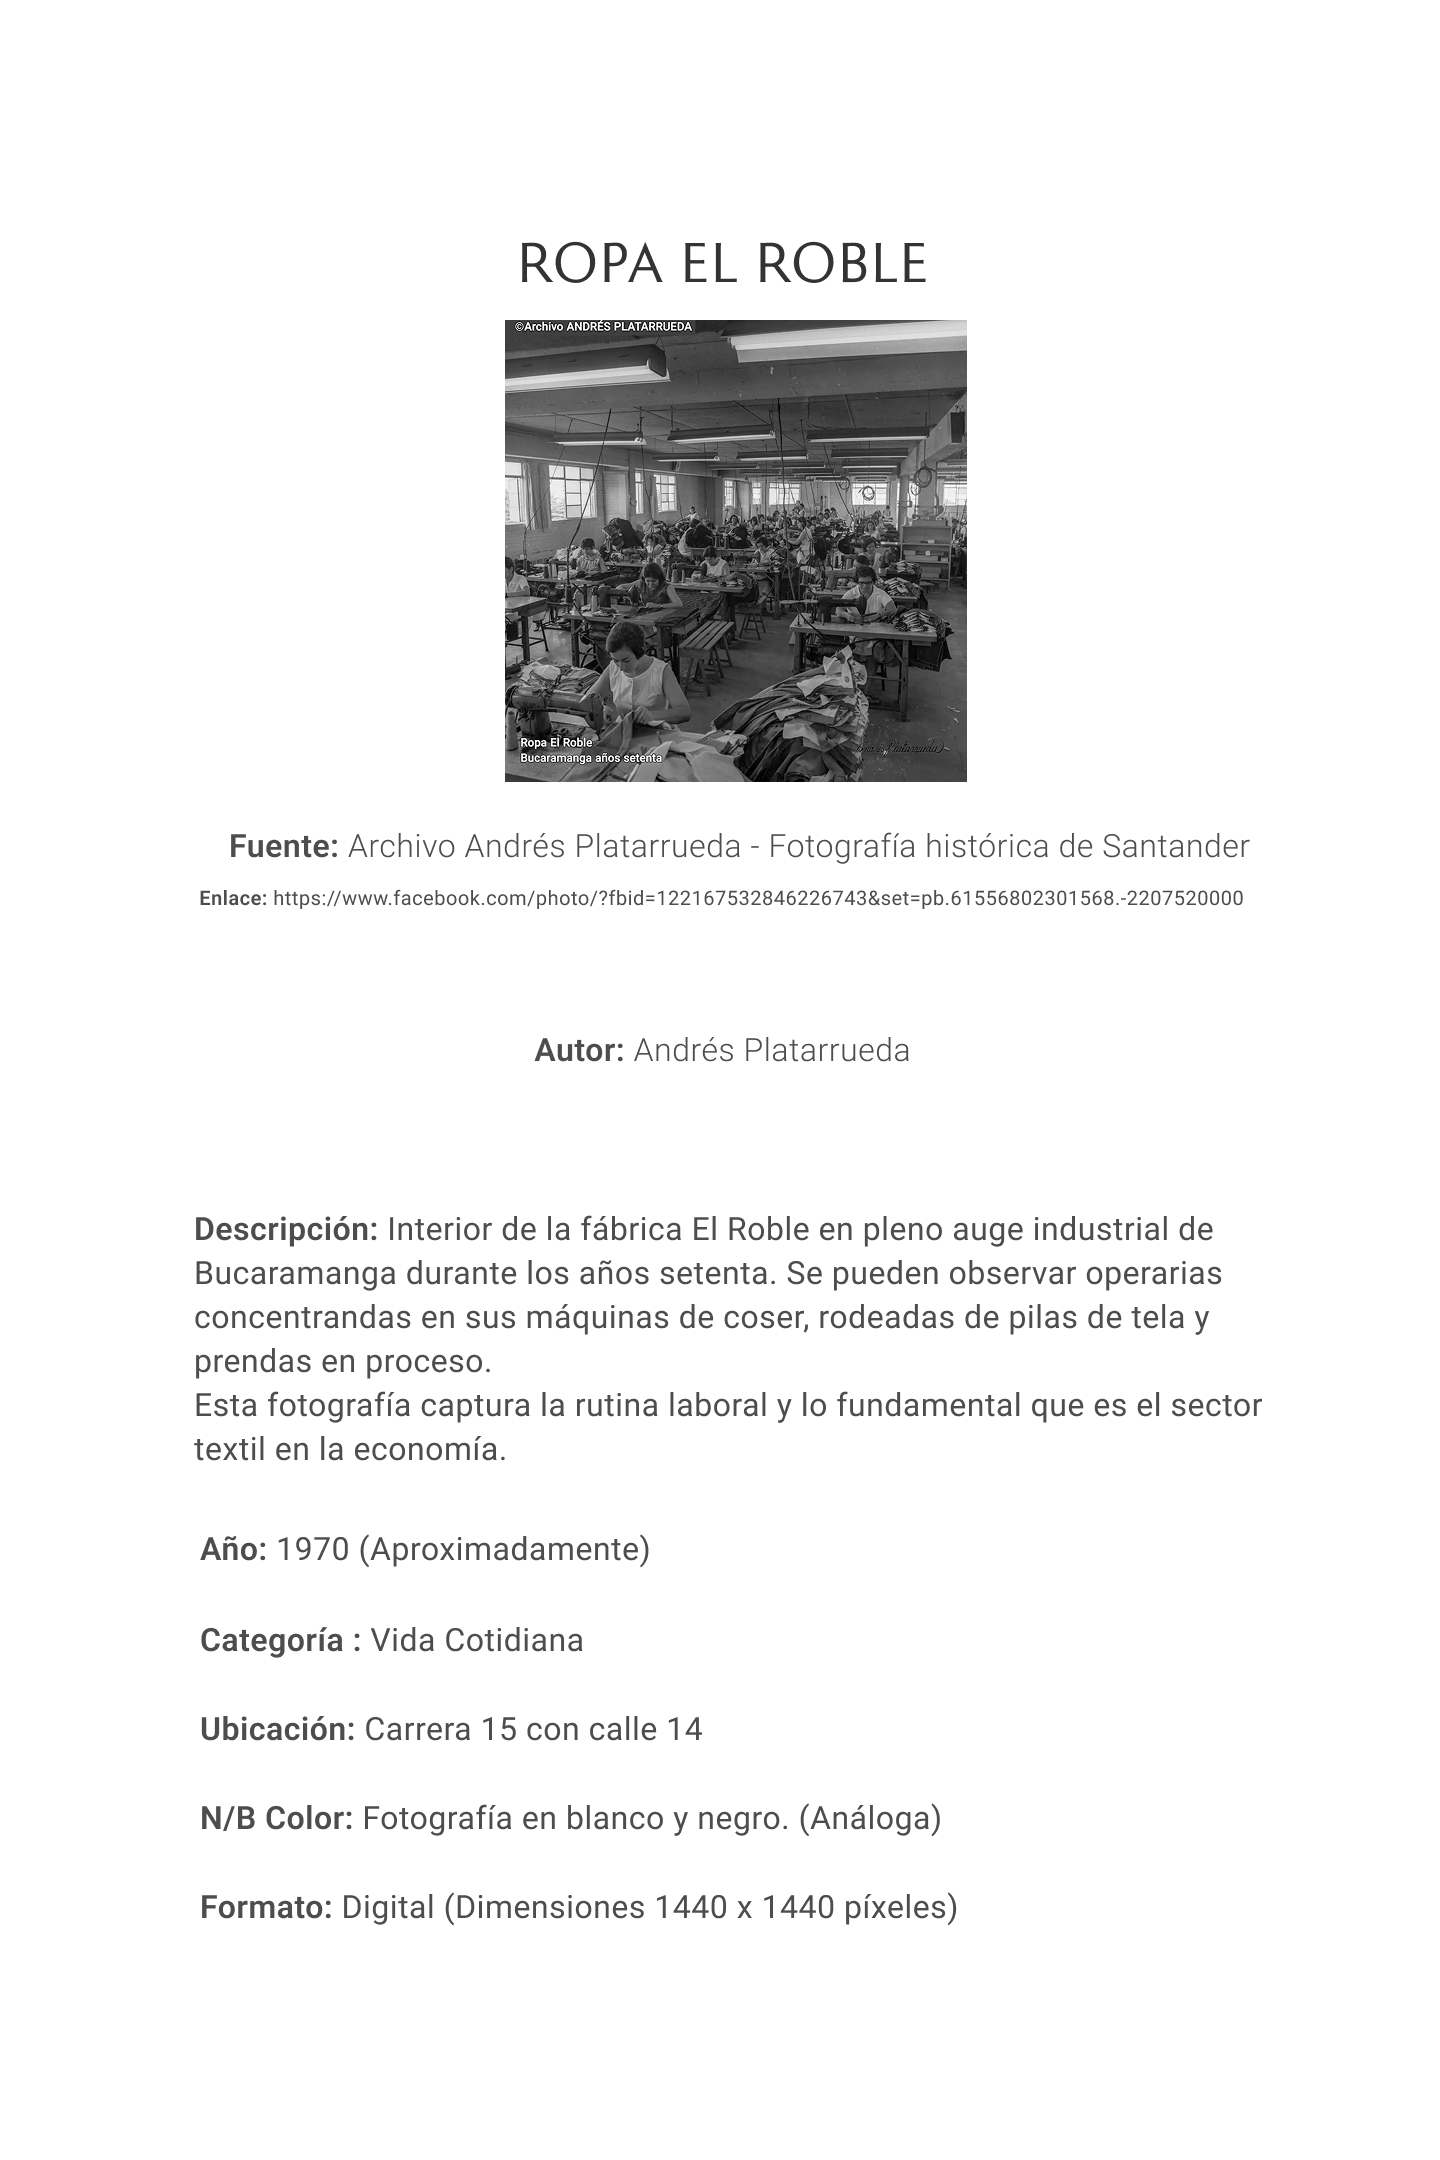 ROPA EL ROBLE
©Archivo ANDRÉS PLATARRUEDA
Ropa El Roble
Bucaramanga años setenta
Andrés Platarrueda
Fuente: Archivo Andrés Platarrueda - Fotografía histórica de Santander
Enlace: https://www.facebook.com/photo/?fbid=122167532846226743&set=pb.61556802301568.-2207520000
Autor: Andrés Platarrueda
Descripción: Interior de la fábrica El Roble en pleno auge industrial de
Bucaramanga durante los años setenta. Se pueden observar operarias
concentrandas en sus máquinas de coser, rodeadas de pilas de tela y
prendas en proceso.
Esta fotografía captura la rutina laboral y lo fundamental que es el sector
textil en la economía.
Año: 1970 (Aproximadamente)
Categoría : Vida Cotidiana
Ubicación: Carrera 15 con calle 14
N/B Color: Fotografía en blanco y negro. (Análoga)
Formato: Digital (Dimensiones 1440 x 1440 píxeles)